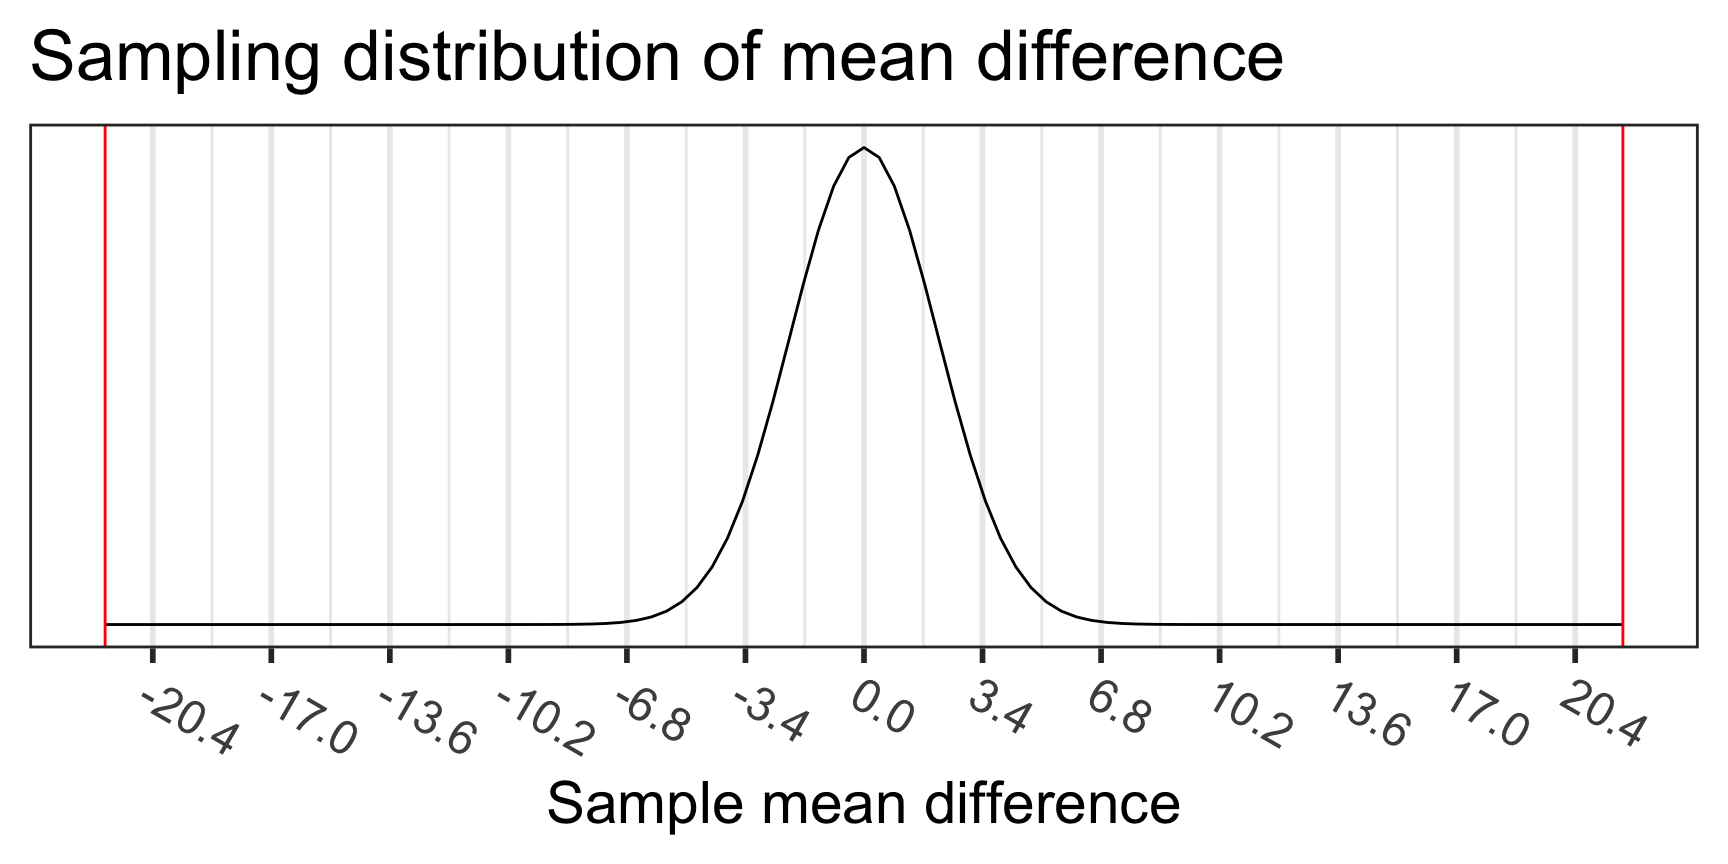 Sampling distribution of mean difference
-20.4 -17.0 -13.6 -10.2 -6.8 -3.4 0.0 3.4 6.8 10.2 13.6 17.0 20.4
Sample mean difference